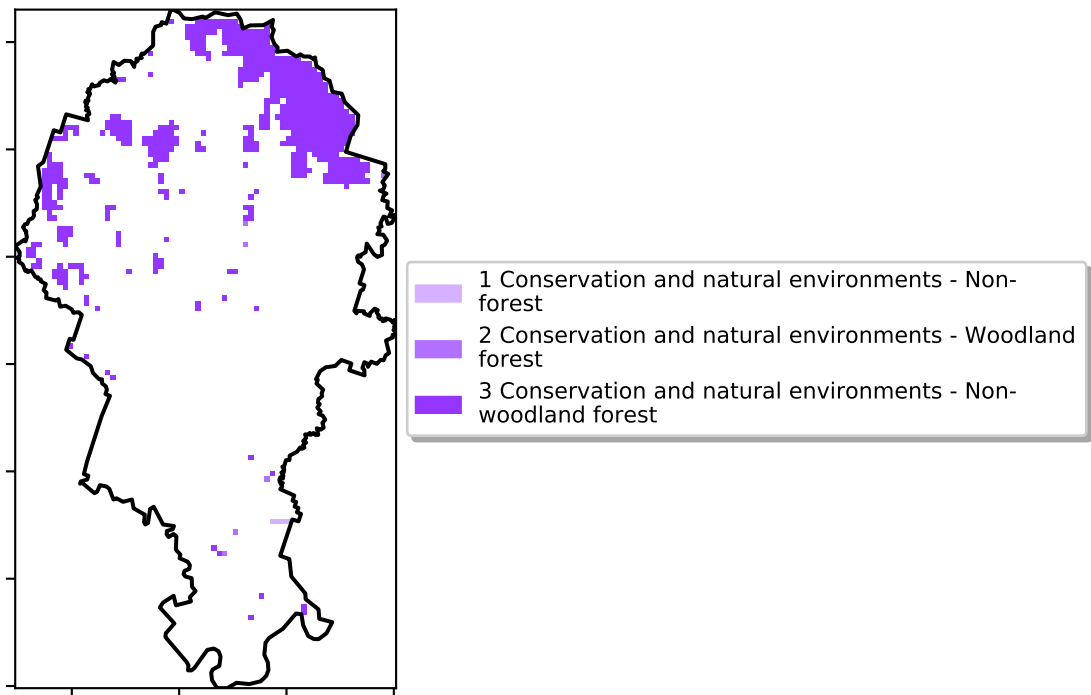 1 Conservation and natural environments - Non-
forest
2 Conservation and natural environments - Woodland
forest
3 Conservation and natural environments - Non-
woodland forest